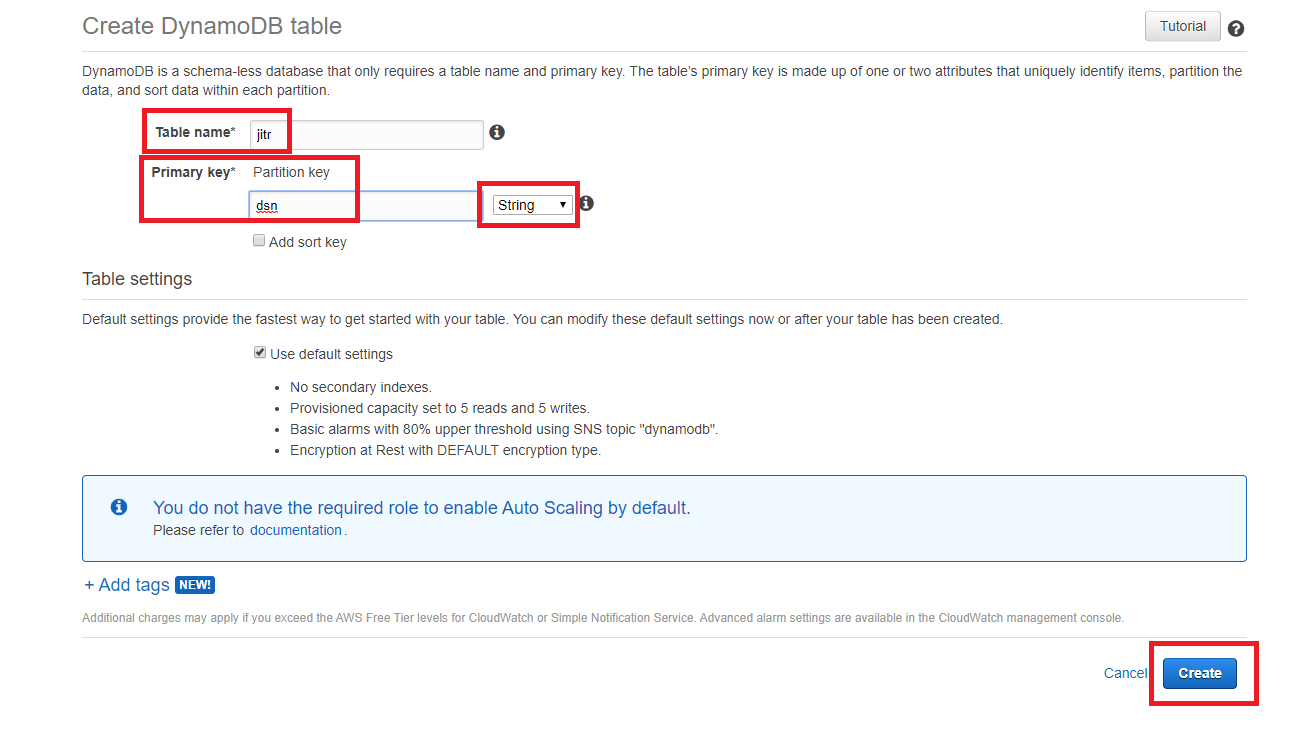 Create DynamoDB table
Tutorial
DynamoDB is a schema-less database that only requires a table name and primary key. The table's primary key is made up of one or two attributes that uniquely identify items, partition the
data, and sort data within each partition.
Table name* jitr
Primary key* Partition key
dsn String
Add sort key
Table settings
Default settings provide the fastest way to get started with your table. You can modify these default settings now or after your table has been created.
Use default settings
• No secondary indexes.
• Provisioned capacity set to 5 reads and 5 writes.
• Basic alarms with 80% upper threshold using SNS topic "dynamodb".
• Encryption at Rest with DEFAULT encryption type.
You do not have the required role to enable Auto Scaling by default.
Please refer to documentation.
+ Add tags NEW!
Additional charges may apply if you exceed the AWS Free Tier levels for CloudWatch or Simple Notification Service. Advanced alarm settings are available in the CloudWatch management console.
Cancel Create